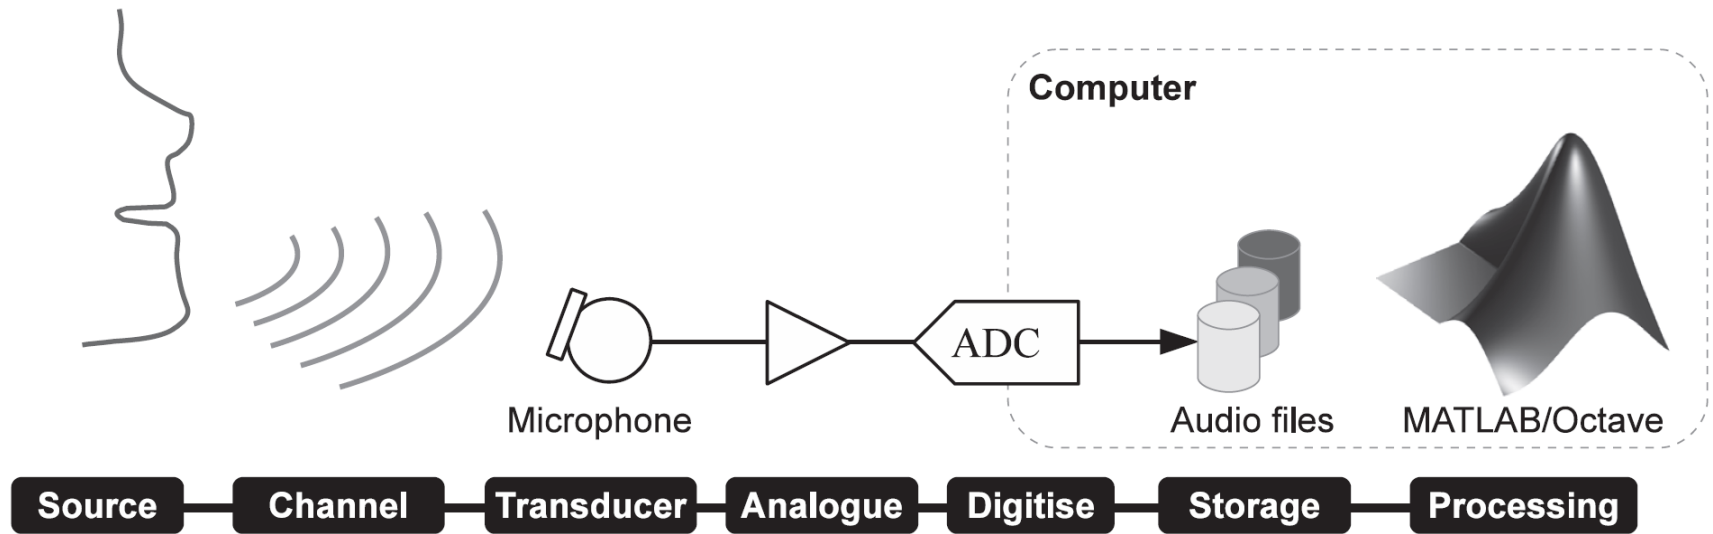 Computer
ADC
Microphone
Audio files
MATLAB/Octave
Source
Channel
Transducer
Analogue
Digitise
Storage
Processing